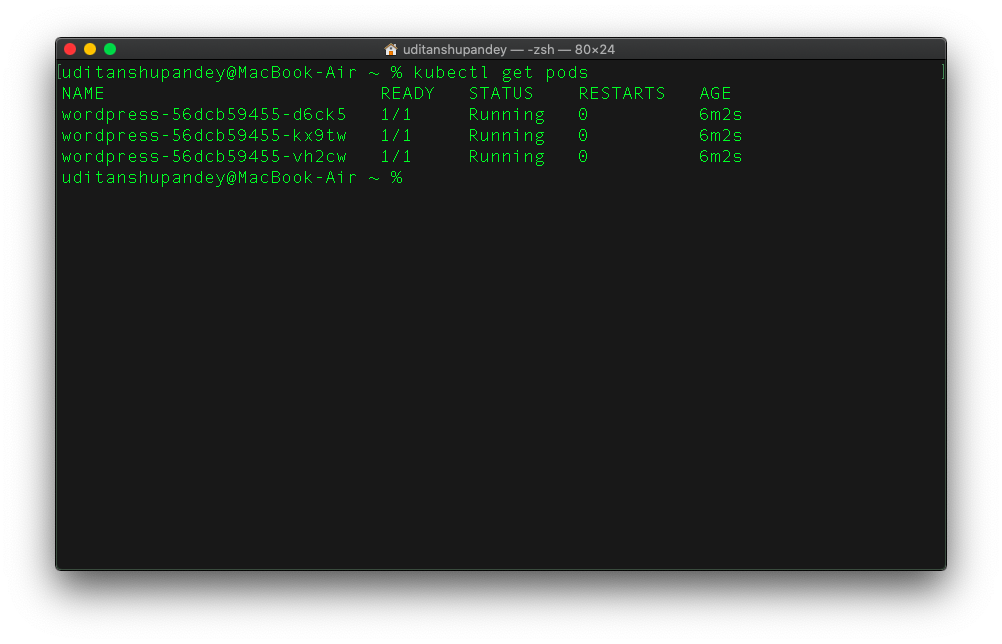 uditanshupandey — -zsh — 80×24
[uditanshupandey@MacBook-Air ~ % kubectl get pods ]
NAME READY STATUS RESTARTS AGE
wordpress-56dcb59455-d6ck5 1/1 Running 0 6m2s
wordpress-56dcb59455-kx9tw 1/1 Running 0 6m2s
wordpress-56dcb59455-vh2cw 1/1 Running 0 6m2s
uditanshupandey@MacBook-Air ~ %